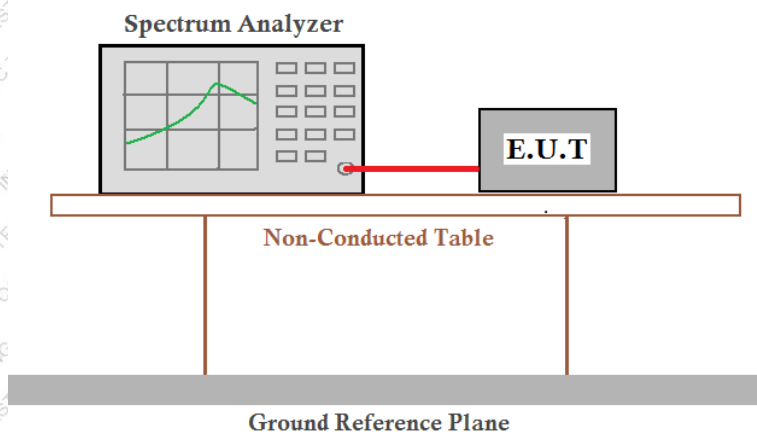 Spectrum Analyzer
E.U.T
Non-Conducted Table
Ground Reference Plane